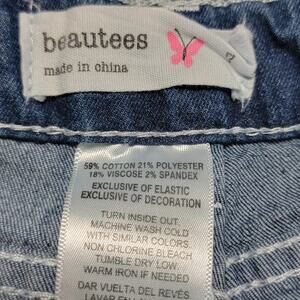 beautees
made in china
59% COTTON 21% POLYESTER
18% VISCOSE 2% SPANDEX
EXCLUSIVE OF ELASTIC
EXCLUSIVE OF DECORATION
TURN INSIDE OUT.
MACHINE WASH COLD
WITH SIMILAR COLORS.
NON CHLORINE BLEACH
TUMBLE DRY LOW.
WARM IRON IF NEEDED
DAR VUELTA DEL REVÉS